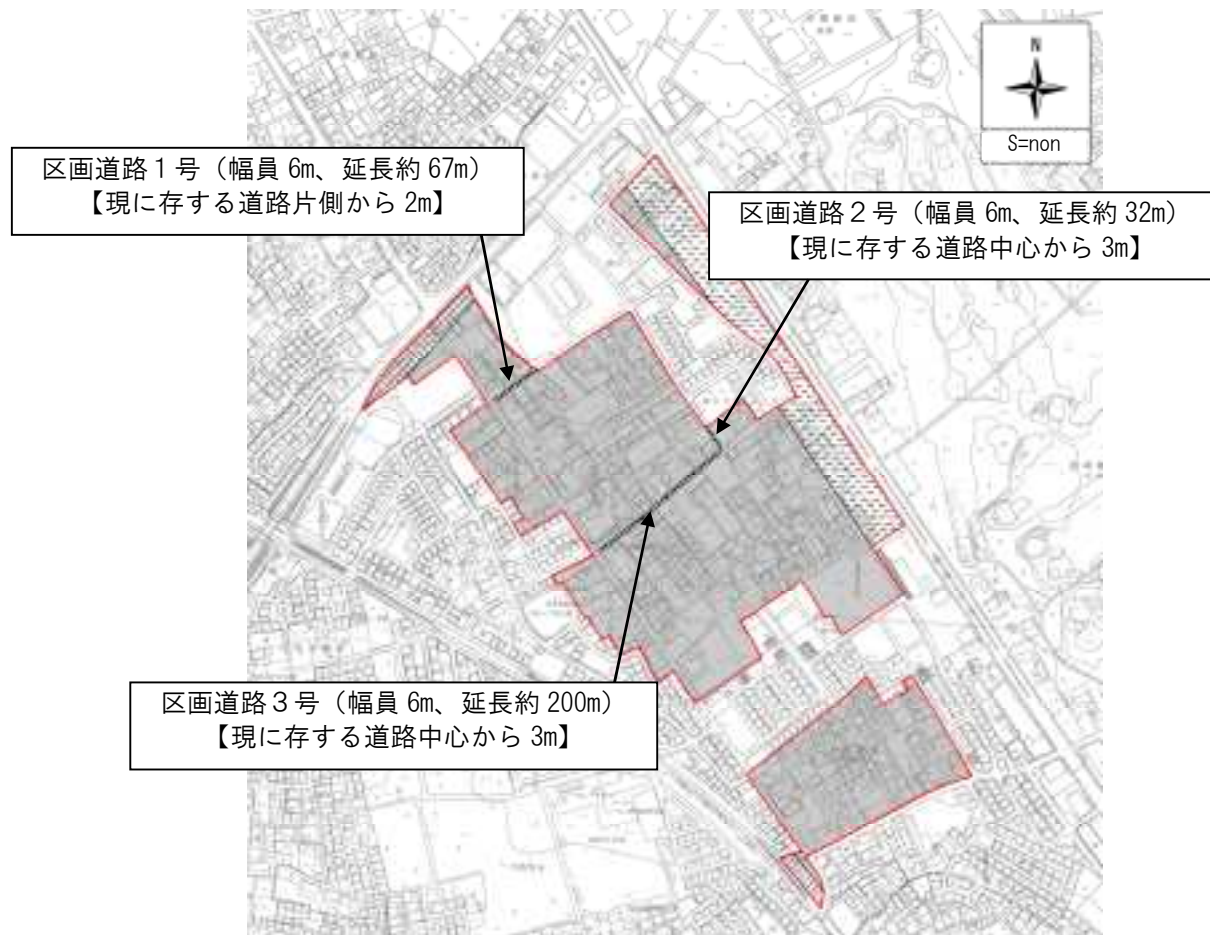 N
S=non
区画道路１号（幅員 6m、延長約 67m）
【現に存する道路片側から 2m】
区画道路２号（幅員 6m、延長約 32m）
【現に存する道路中心から 3m】
区画道路３号（幅員 6m、延長約 200m）
【現に存する道路中心から 3m】